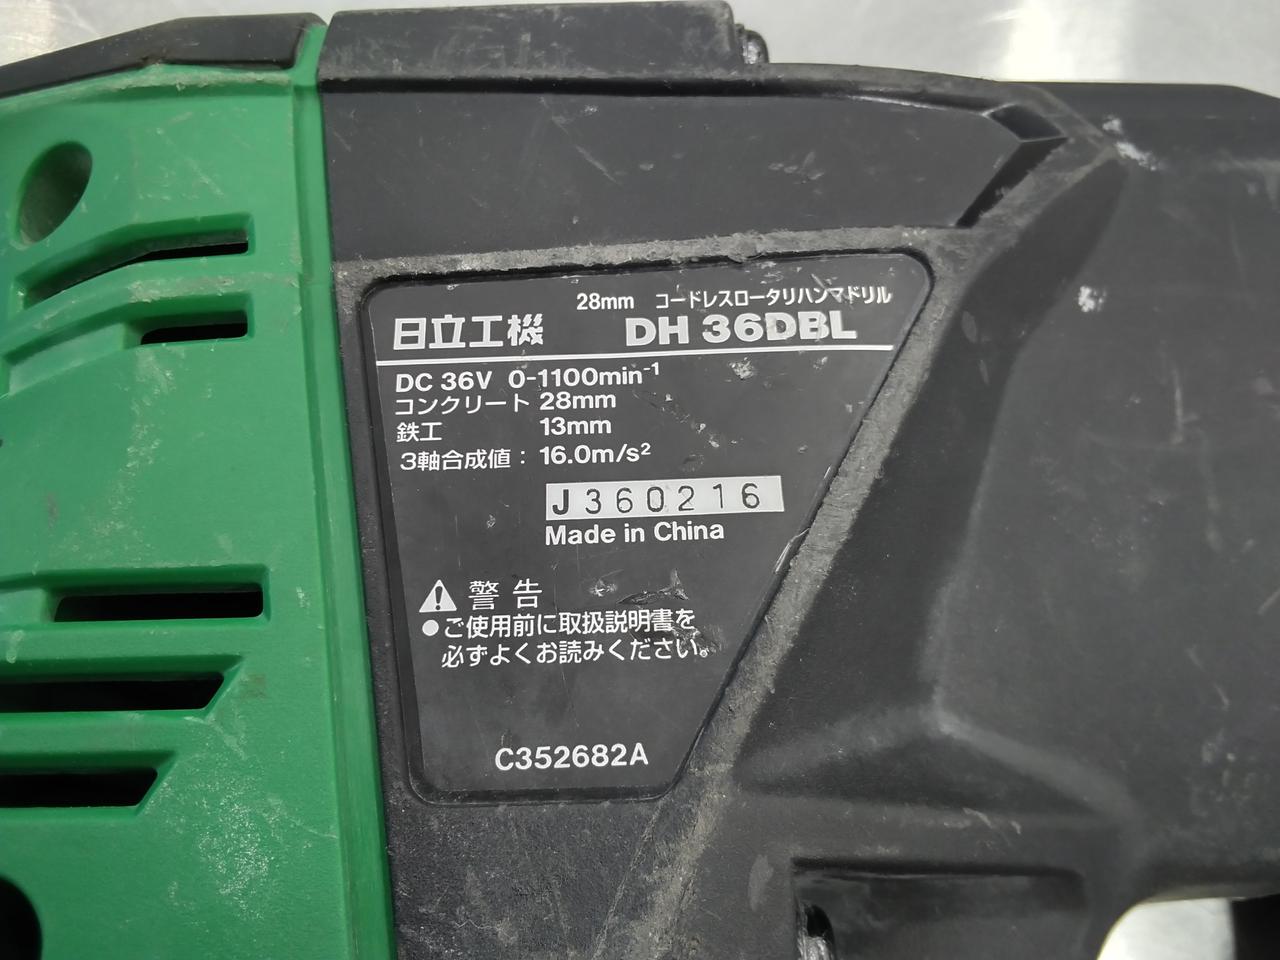 28mm コードレスロータリハンマドリル
日立工機 DH 36DBL
DC 36V 0-1100min⁻¹
コンクリート 28mm
鉄工 13mm
3軸合成値：16.0m/s²
J360216
Made in China
警告
●ご使用前に取扱説明書を
必ずよくお読みください。
C352682A